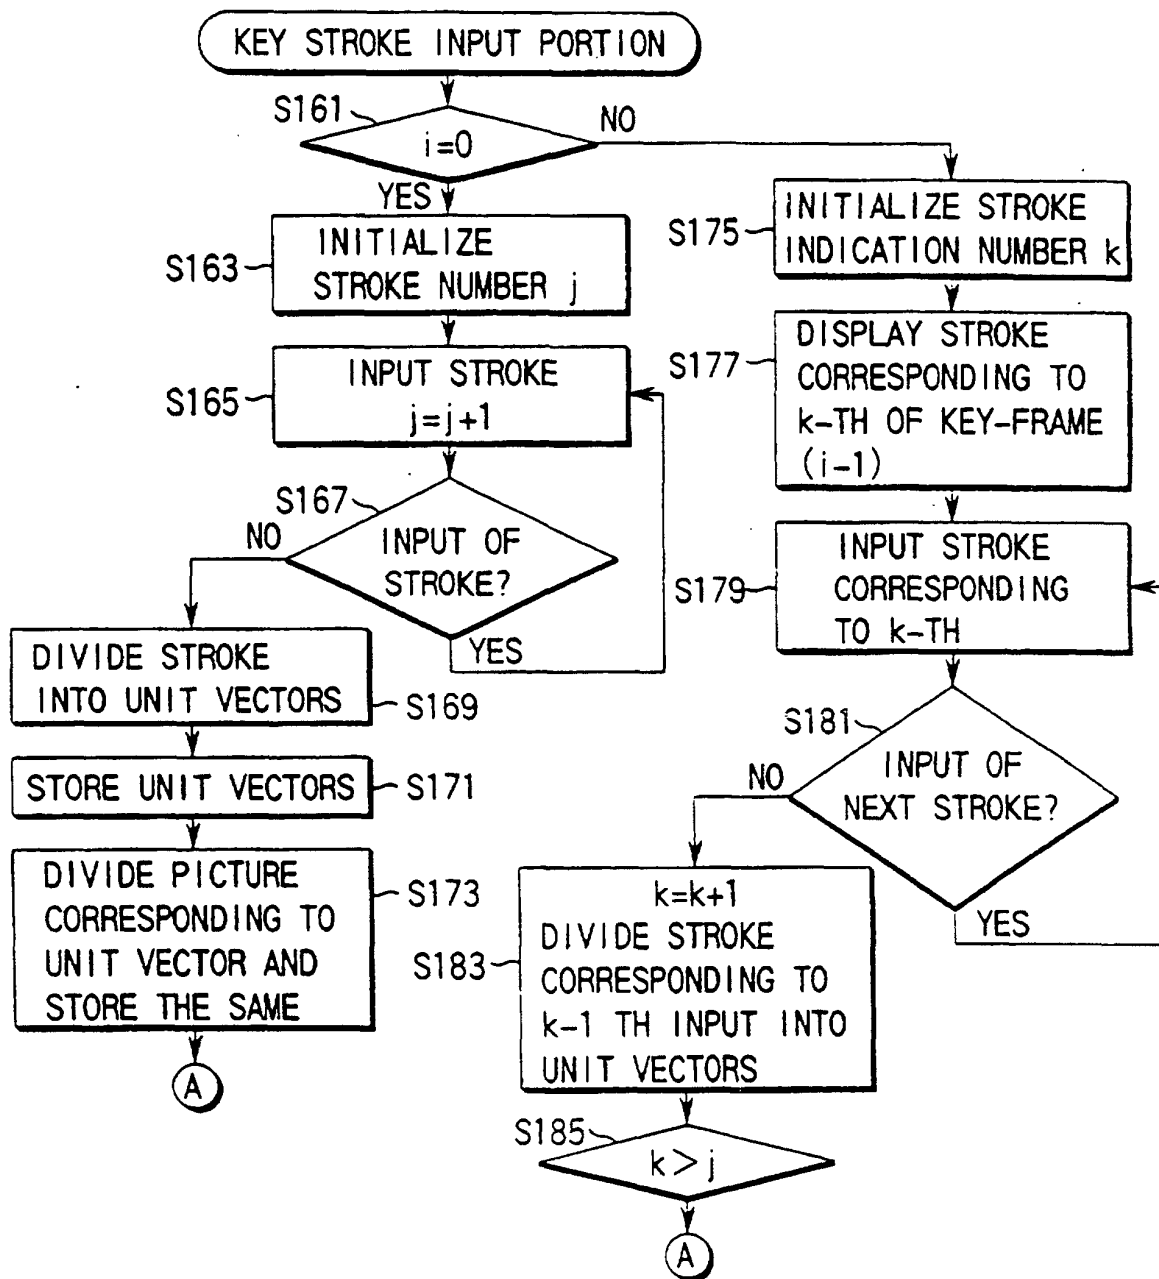 KEY STROKE INPUT PORTION
S161
i=0
NO
YES
S163
INITIALIZE
STROKE NUMBER j
S165
INPUT STROKE
j=j+1
S167
INPUT OF
STROKE?
NO
YES
DIVIDE STROKE
INTO UNIT VECTORS
S169
STORE UNIT VECTORS
S171
DIVIDE PICTURE
CORRESPONDING TO
UNIT VECTOR AND
STORE THE SAME
S173
A
S175
INITIALIZE STROKE
INDICATION NUMBER k
S177
DISPLAY STROKE
CORRESPONDING TO
k-TH OF KEY-FRAME
(i-1)
S179
INPUT STROKE
CORRESPONDING
TO k-TH
S181
INPUT OF
NEXT STROKE?
NO
YES
S183
k=k+1
DIVIDE STROKE
CORRESPONDING TO
k-1 TH INPUT INTO
UNIT VECTORS
S185
k>j
A